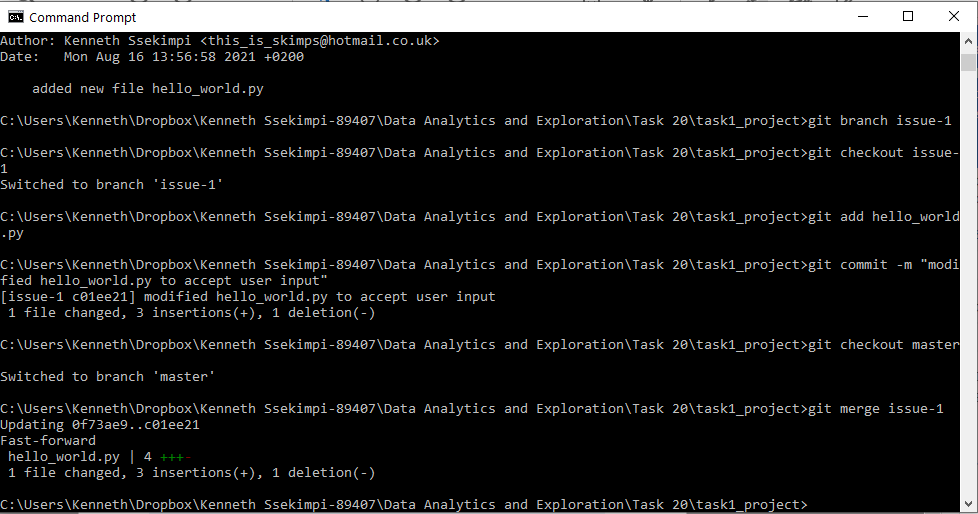 Command Prompt
Author: Kenneth Ssekimpi <this_is_skimps@hotmail.co.uk>
Date:   Mon Aug 16 13:56:58 2021 +0200
    added new file hello_world.py
C:\Users\Kenneth\Dropbox\Kenneth Ssekimpi-89407\Data Analytics and Exploration\Task 20\task1_project>git branch issue-1
C:\Users\Kenneth\Dropbox\Kenneth Ssekimpi-89407\Data Analytics and Exploration\Task 20\task1_project>git checkout issue-
1
Switched to branch 'issue-1'
C:\Users\Kenneth\Dropbox\Kenneth Ssekimpi-89407\Data Analytics and Exploration\Task 20\task1_project>git add hello_world
.py
C:\Users\Kenneth\Dropbox\Kenneth Ssekimpi-89407\Data Analytics and Exploration\Task 20\task1_project>git commit -m "modi
fied hello_world.py to accept user input"
[issue-1 c01ee21] modified hello_world.py to accept user input
 1 file changed, 3 insertions(+), 1 deletion(-)
C:\Users\Kenneth\Dropbox\Kenneth Ssekimpi-89407\Data Analytics and Exploration\Task 20\task1_project>git checkout master
Switched to branch 'master'
C:\Users\Kenneth\Dropbox\Kenneth Ssekimpi-89407\Data Analytics and Exploration\Task 20\task1_project>git merge issue-1
Updating 0f73ae9..c01ee21
Fast-forward
 hello_world.py | 4 +++-
 1 file changed, 3 insertions(+), 1 deletion(-)
C:\Users\Kenneth\Dropbox\Kenneth Ssekimpi-89407\Data Analytics and Exploration\Task 20\task1_project>